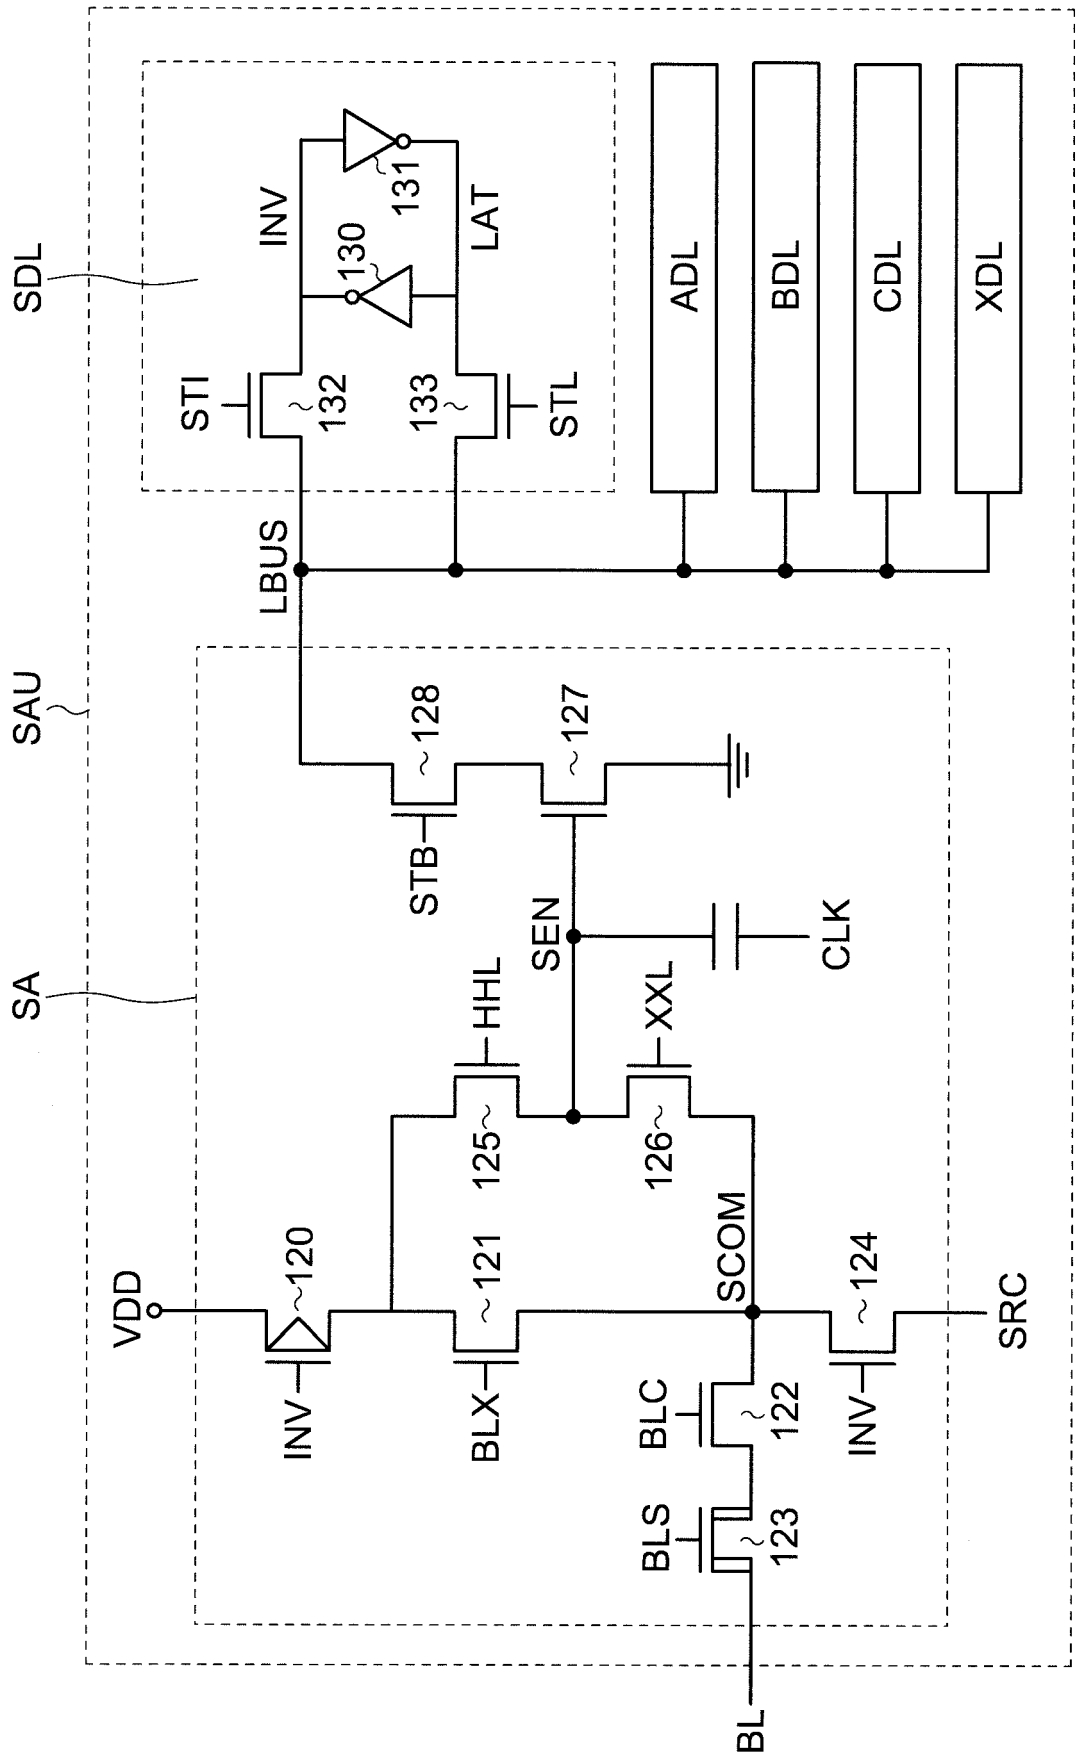 SAU
SDL
SA
STI
132
INV
131
130
LAT
133
STL
LBUS
ADL
BDL
CDL
XDL
VDD
INV
120
BLX
121
HHL
125
SEN
STB
128
127
XXL
126
CLK
SCOM
BLC
122
BLS
123
BL
INV
124
SRC